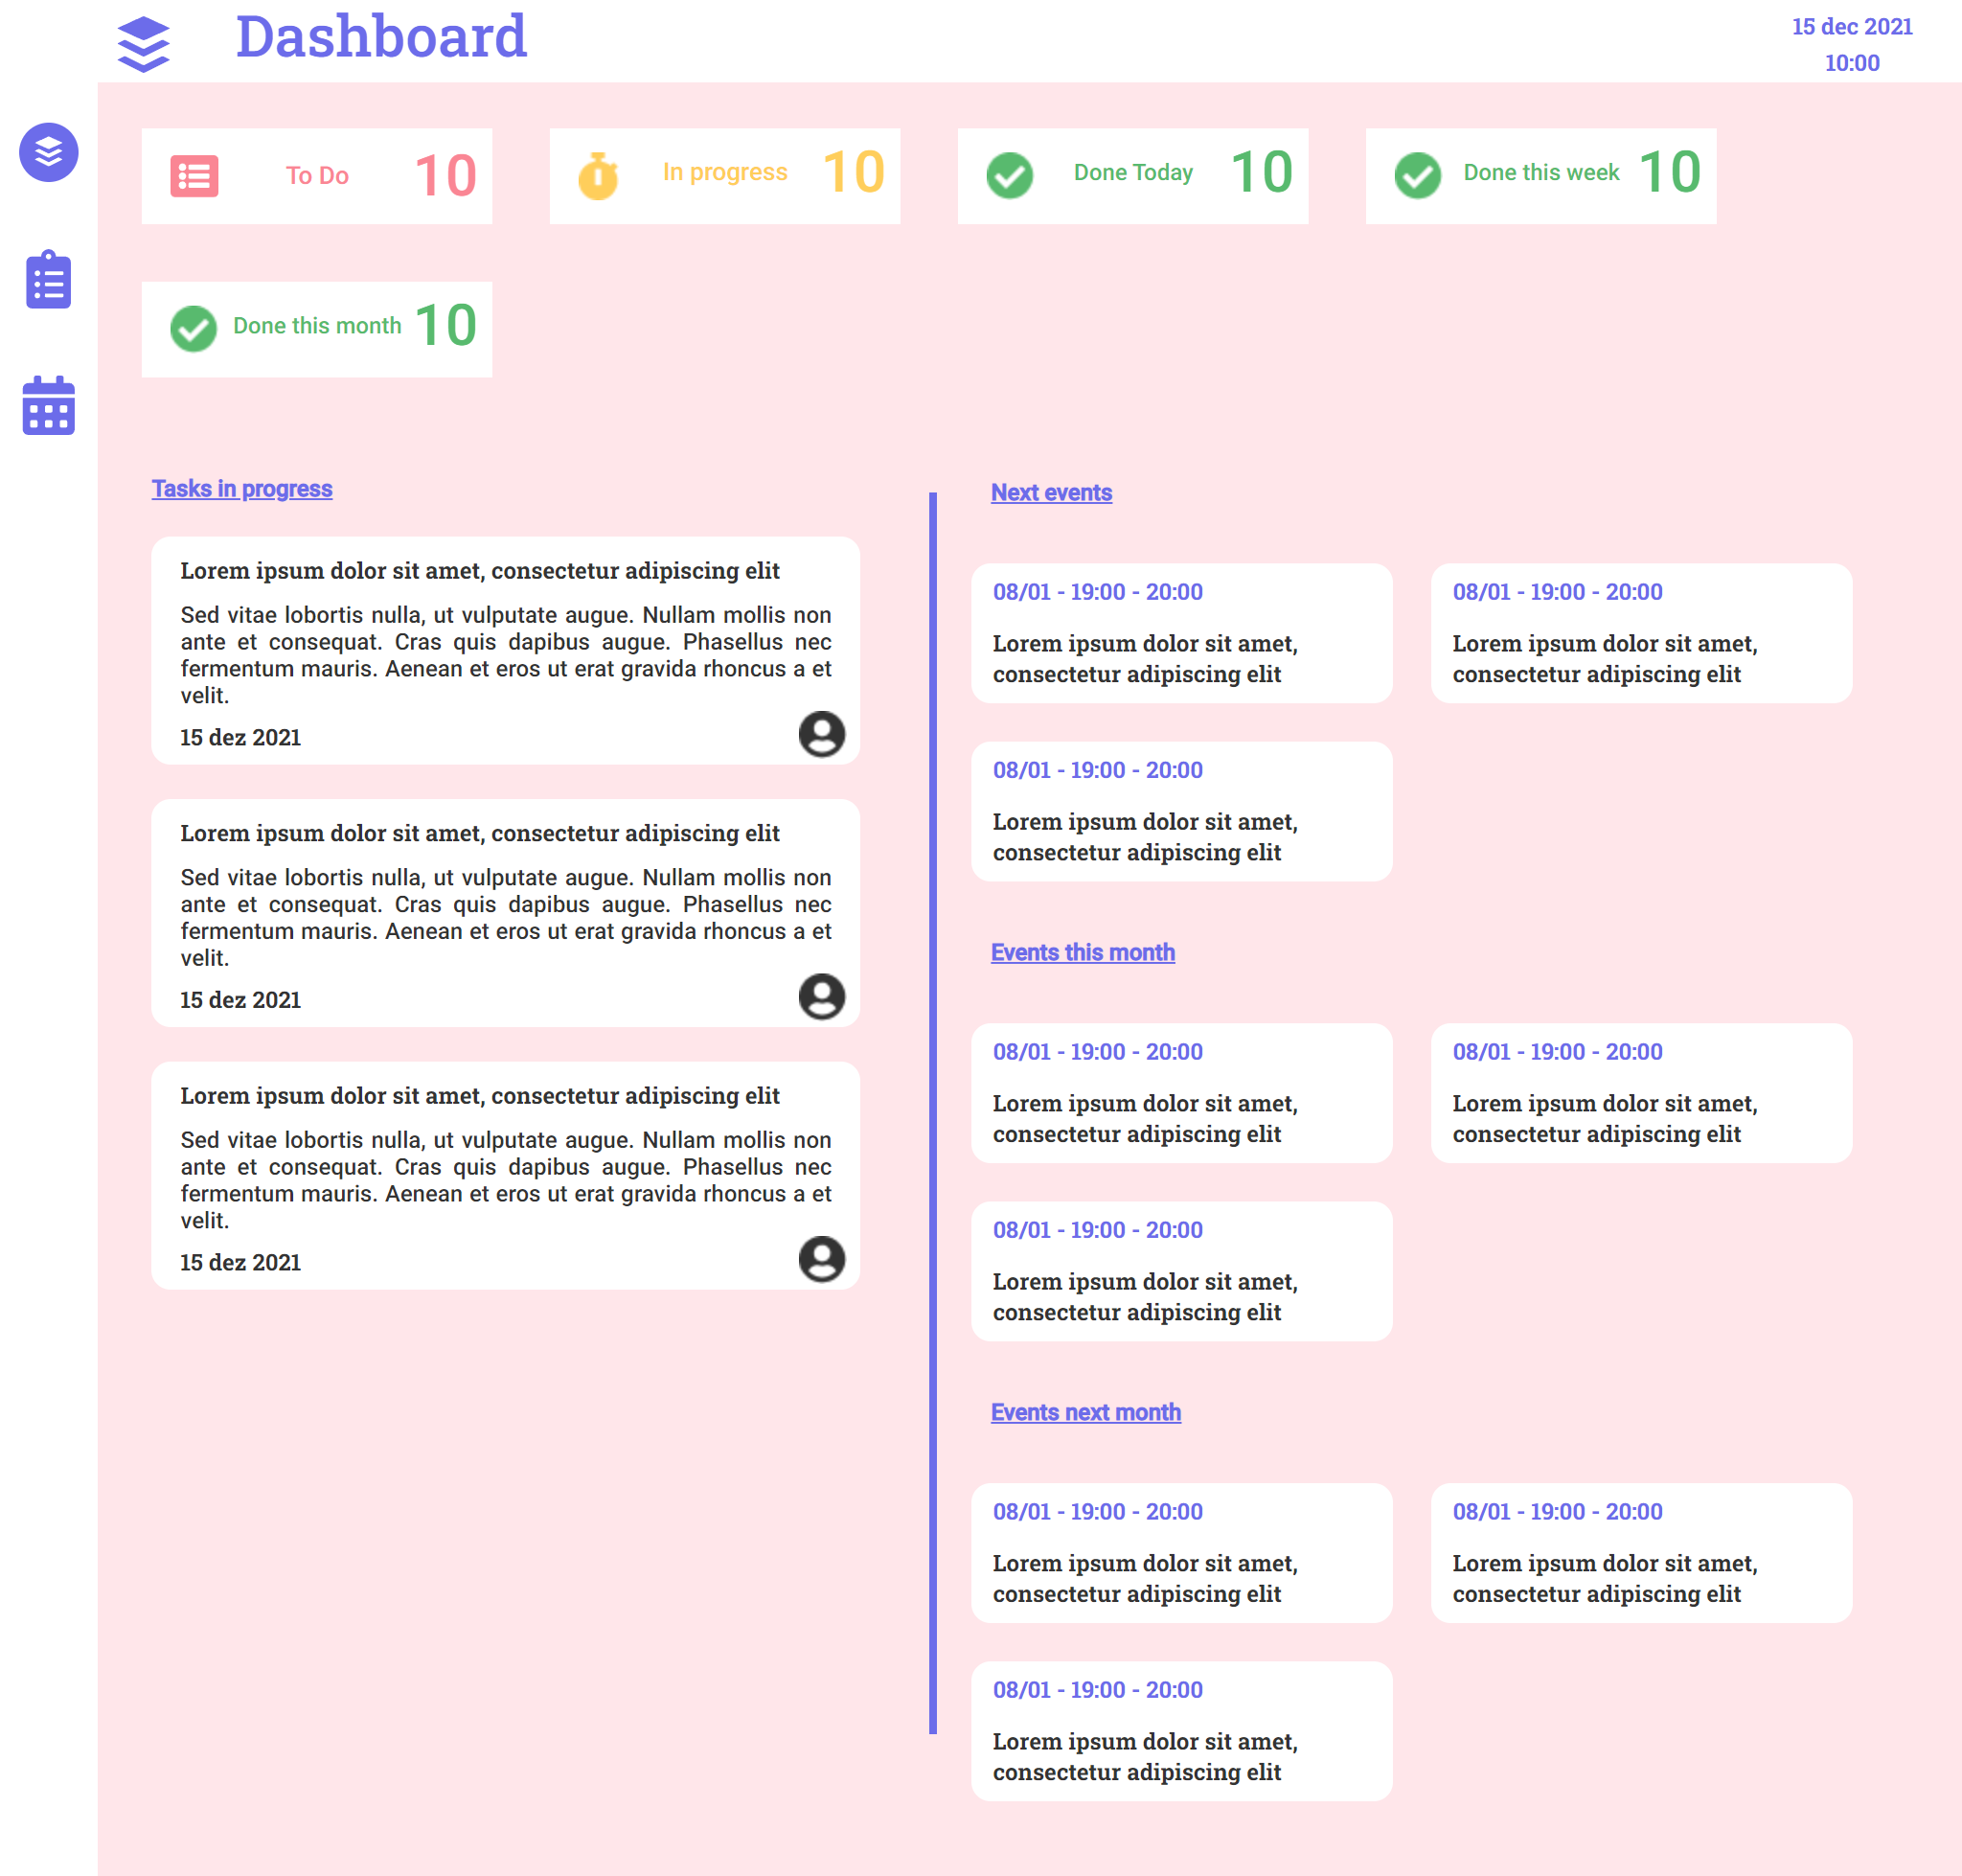 Dashboard
15 dec 2021
10:00
To Do 10
In progress 10
Done Today 10
Done this week 10
Done this month 10
Tasks in progress
Lorem ipsum dolor sit amet, consectetur adipiscing elit
Sed vitae lobortis nulla, ut vulputate augue. Nullam mollis non
ante et consequat. Cras quis dapibus augue. Phasellus nec
fermentum mauris. Aenean et eros ut erat gravida rhoncus a et
velit.
15 dez 2021
Lorem ipsum dolor sit amet, consectetur adipiscing elit
Sed vitae lobortis nulla, ut vulputate augue. Nullam mollis non
ante et consequat. Cras quis dapibus augue. Phasellus nec
fermentum mauris. Aenean et eros ut erat gravida rhoncus a et
velit.
15 dez 2021
Lorem ipsum dolor sit amet, consectetur adipiscing elit
Sed vitae lobortis nulla, ut vulputate augue. Nullam mollis non
ante et consequat. Cras quis dapibus augue. Phasellus nec
fermentum mauris. Aenean et eros ut erat gravida rhoncus a et
velit.
15 dez 2021
Next events
08/01 - 19:00 - 20:00
Lorem ipsum dolor sit amet,
consectetur adipiscing elit
08/01 - 19:00 - 20:00
Lorem ipsum dolor sit amet,
consectetur adipiscing elit
08/01 - 19:00 - 20:00
Lorem ipsum dolor sit amet,
consectetur adipiscing elit
Events this month
08/01 - 19:00 - 20:00
Lorem ipsum dolor sit amet,
consectetur adipiscing elit
08/01 - 19:00 - 20:00
Lorem ipsum dolor sit amet,
consectetur adipiscing elit
08/01 - 19:00 - 20:00
Lorem ipsum dolor sit amet,
consectetur adipiscing elit
Events next month
08/01 - 19:00 - 20:00
Lorem ipsum dolor sit amet,
consectetur adipiscing elit
08/01 - 19:00 - 20:00
Lorem ipsum dolor sit amet,
consectetur adipiscing elit
08/01 - 19:00 - 20:00
Lorem ipsum dolor sit amet,
consectetur adipiscing elit